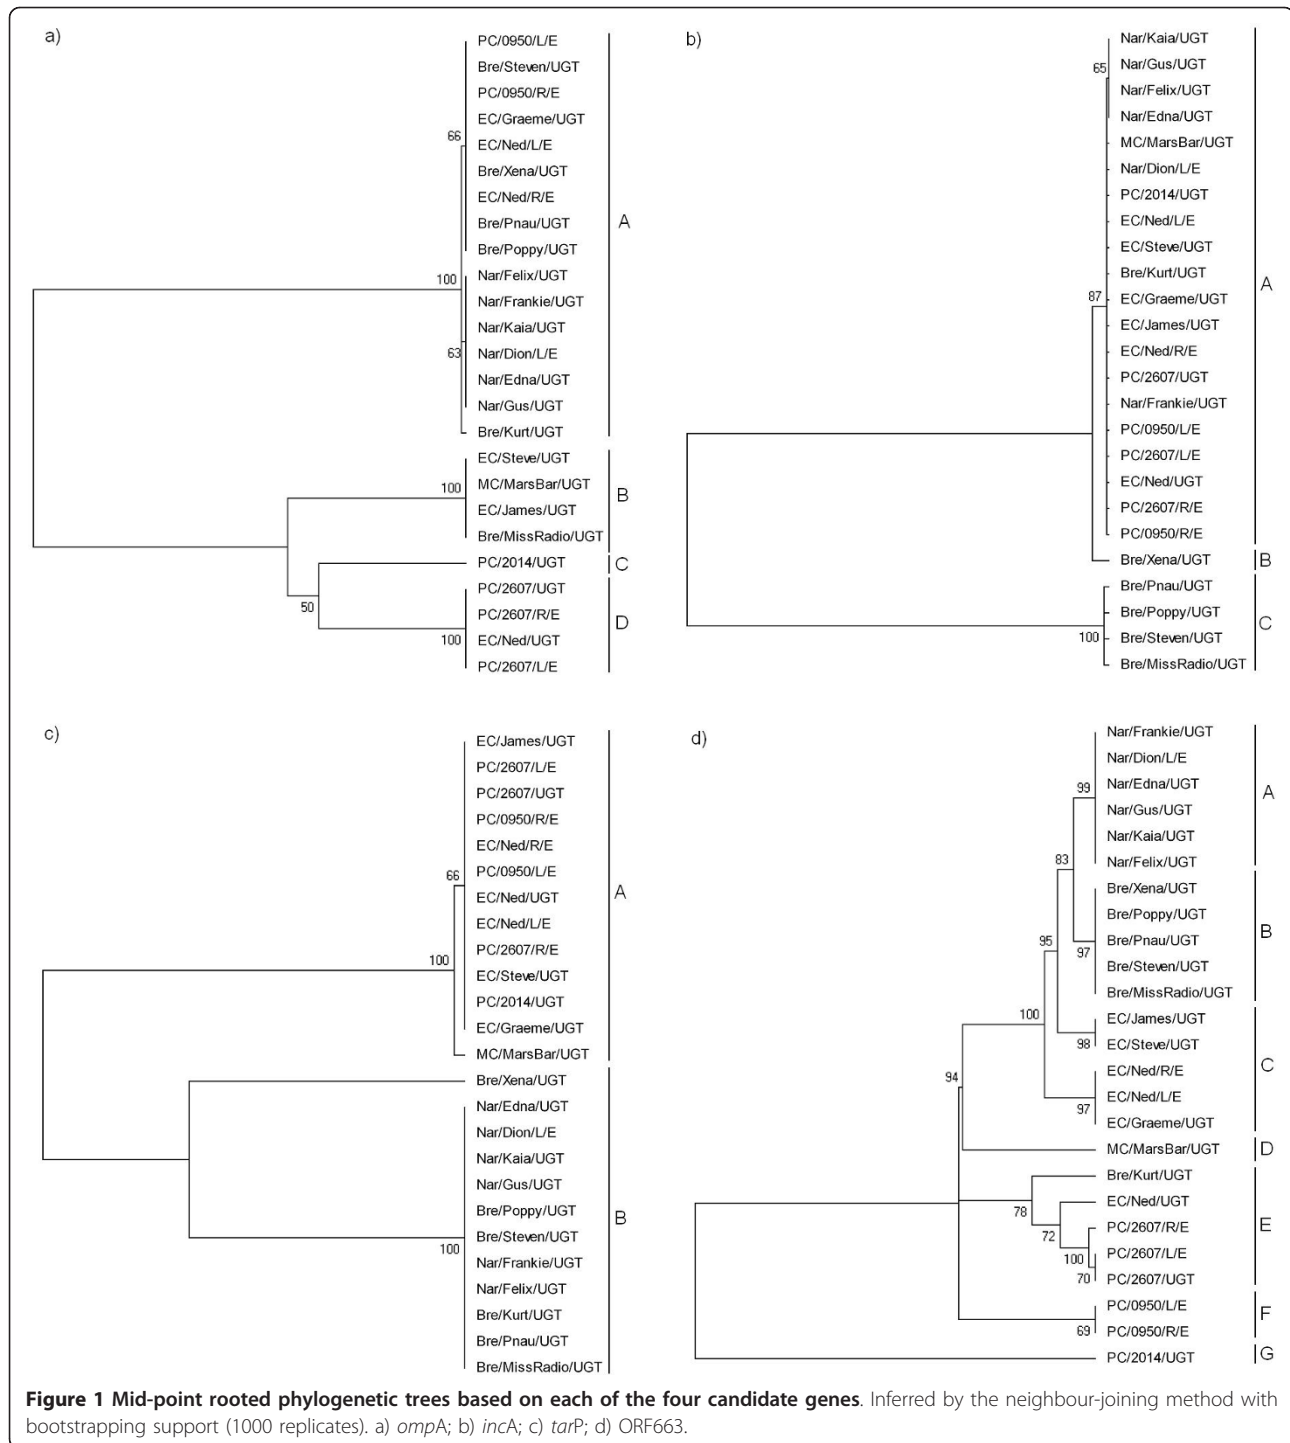 a)
PC/0950/L/E
Bre/Steven/UGT
PC/0950/R/E
EC/Graeme/UGT
66
EC/Ned/L/E
Bre/Xena/UGT
EC/Ned/R/E
Bre/Pnau/UGT
A
Bre/Poppy/UGT
100
Nar/Felix/UGT
Nar/Frankie/UGT
Nar/Kaia/UGT
63
Nar/Dion/L/E
Nar/Edna/UGT
Nar/Gus/UGT
Bre/Kurt/UGT
EC/Steve/UGT
100
MC/MarsBar/UGT
B
EC/James/UGT
Bre/MissRadio/UGT
PC/2014/UGT
C
PC/2607/UGT
50
PC/2607/R/E
D
100
EC/Ned/UGT
PC/2607/L/E
b)
Nar/Kaia/UGT
65
Nar/Gus/UGT
Nar/Felix/UGT
Nar/Edna/UGT
MC/MarsBar/UGT
Nar/Dion/L/E
PC/2014/UGT
EC/Ned/L/E
EC/Steve/UGT
Bre/Kurt/UGT
A
87
EC/Graeme/UGT
EC/James/UGT
EC/Ned/R/E
PC/2607/UGT
Nar/Frankie/UGT
PC/0950/L/E
PC/2607/L/E
EC/Ned/UGT
PC/2607/R/E
PC/0950/R/E
Bre/Xena/UGT
B
Bre/Pnau/UGT
Bre/Poppy/UGT
C
100
Bre/Steven/UGT
Bre/MissRadio/UGT
c)
EC/James/UGT
PC/2607/L/E
PC/2607/UGT
PC/0950/R/E
EC/Ned/R/E
66
PC/0950/L/E
A
EC/Ned/UGT
EC/Ned/L/E
100
PC/2607/R/E
EC/Steve/UGT
PC/2014/UGT
EC/Graeme/UGT
MC/MarsBar/UGT
Bre/Xena/UGT
Nar/Edna/UGT
Nar/Dion/L/E
Nar/Kaia/UGT
Nar/Gus/UGT
Bre/Poppy/UGT
B
Bre/Steven/UGT
100
Nar/Frankie/UGT
Nar/Felix/UGT
Bre/Kurt/UGT
Bre/Pnau/UGT
Bre/MissRadio/UGT
d)
Nar/Frankie/UGT
Nar/Dion/L/E
99
Nar/Edna/UGT
A
Nar/Gus/UGT
Nar/Kaia/UGT
83
Nar/Felix/UGT
Bre/Xena/UGT
Bre/Poppy/UGT
B
95
97
Bre/Pnau/UGT
Bre/Steven/UGT
Bre/MissRadio/UGT
100
EC/James/UGT
98
EC/Steve/UGT
C
94
EC/Ned/R/E
97
EC/Ned/L/E
EC/Graeme/UGT
MC/MarsBar/UGT
D
Bre/Kurt/UGT
78
EC/Ned/UGT
E
72
PC/2607/R/E
100
PC/2607/L/E
70
PC/2607/UGT
PC/0950/L/E
F
69
PC/0950/R/E
PC/2014/UGT
G
Figure 1 Mid-point rooted phylogenetic trees based on each of the four candidate genes. Inferred by the neighbour-joining method with
bootstrapping support (1000 replicates). a) ompA; b) incA; c) tarP; d) ORF663.